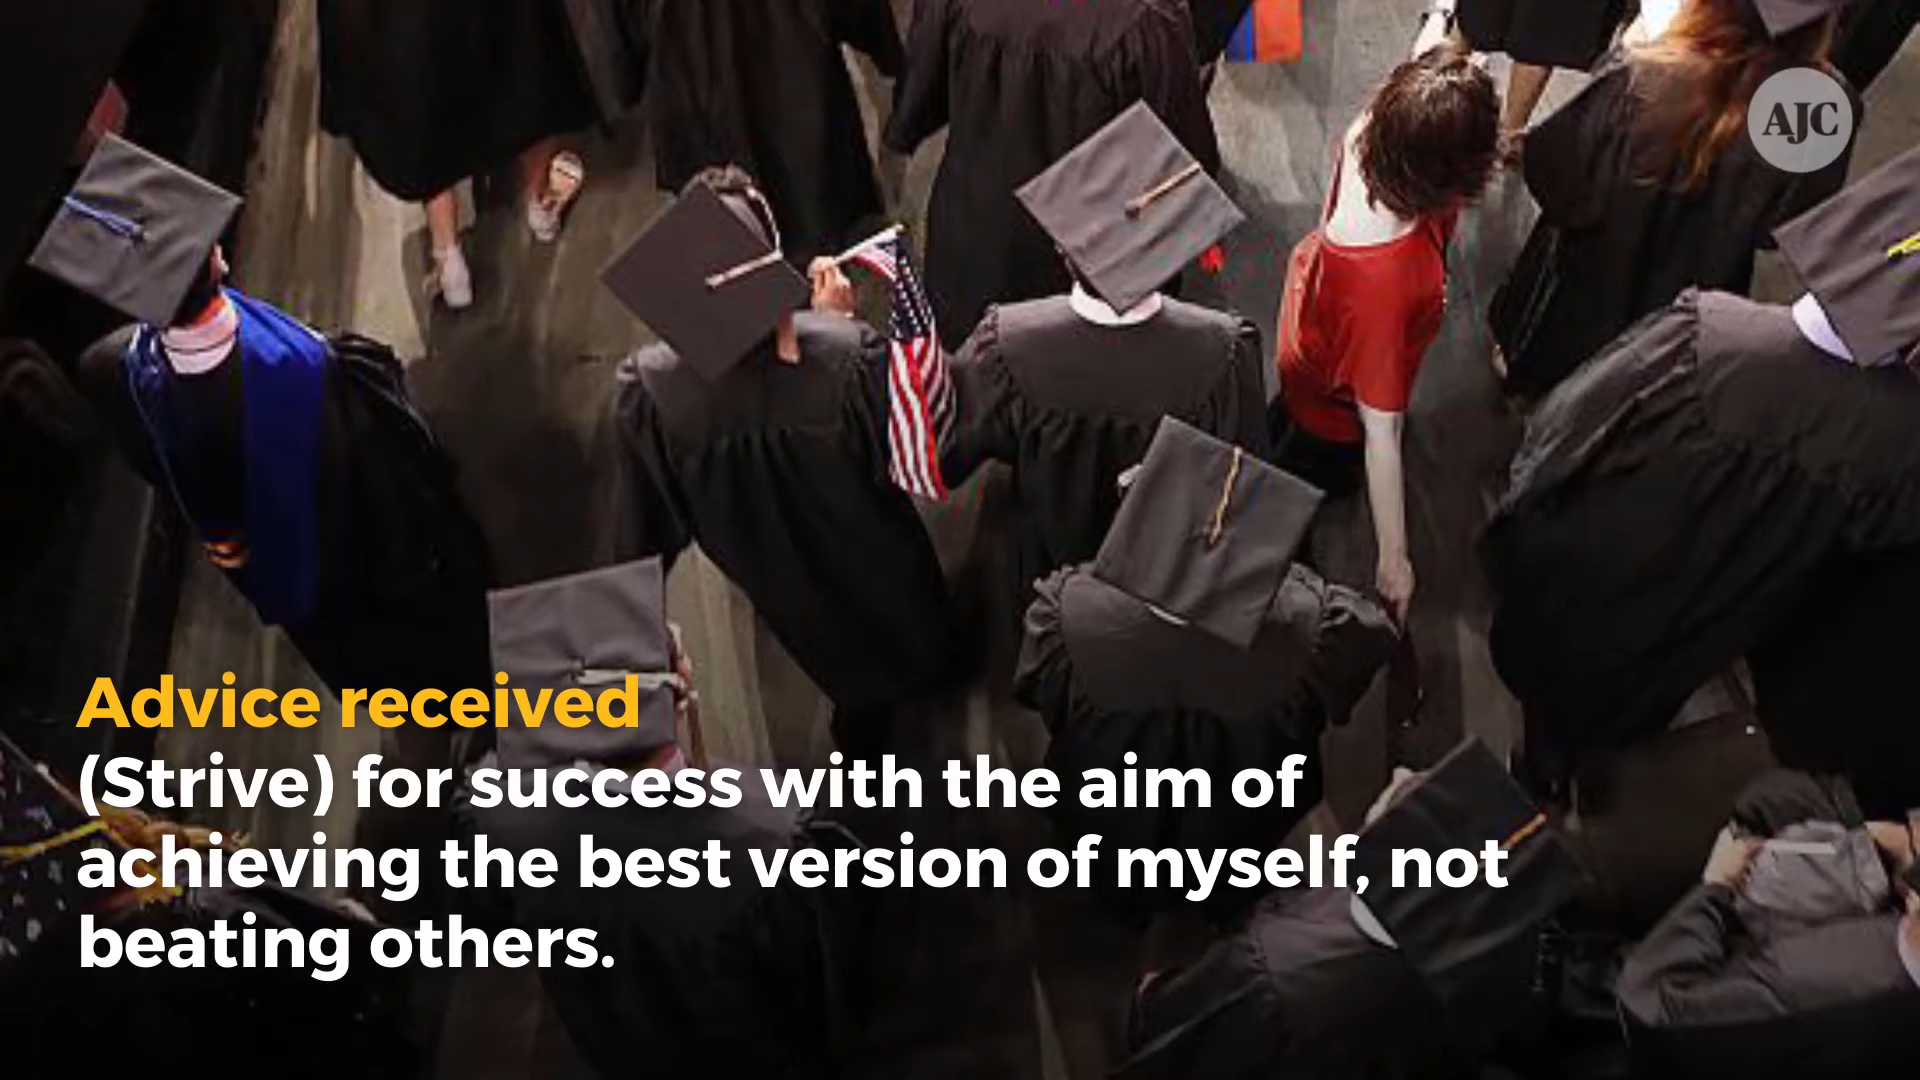 AJC
Advice received
(Strive) for success with the aim of
achieving the best version of myself, not
beating others.